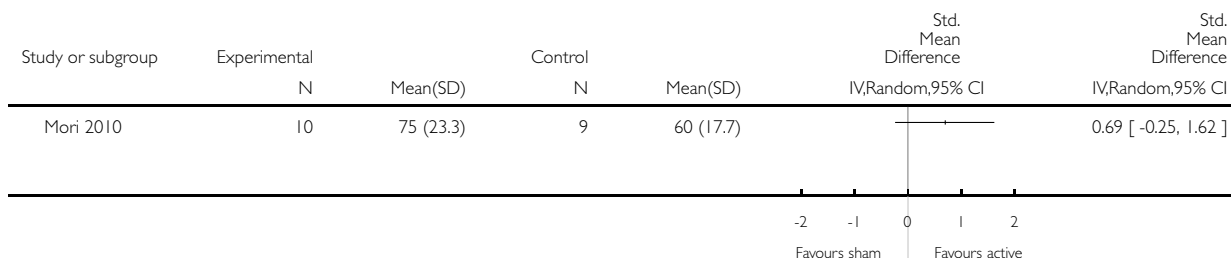 Std. Std.
Mean Mean
Study or subgroup Experimental Control Difference Difference
N Mean(SD) N Mean(SD) IV,Random,95% CI IV,Random,95% CI
Mori 2010 10 75 (23.3) 9 60 (17.7) 0.69 [ -0.25, 1.62 ]
-2 -1 0 1 2
Favours sham Favours active